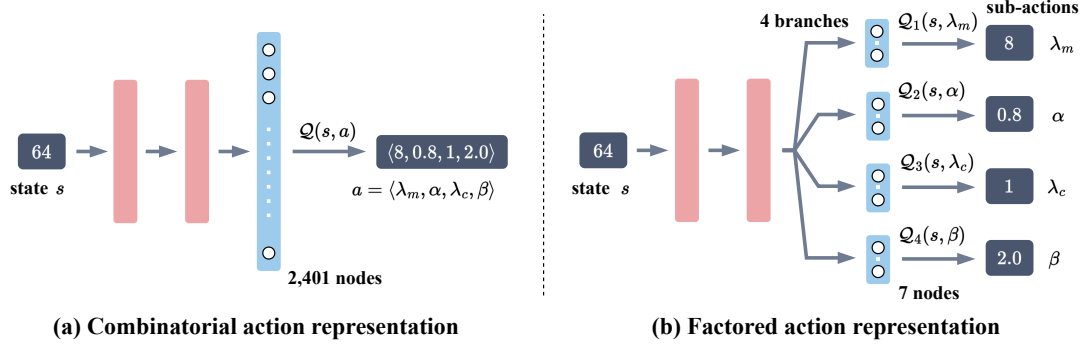 64
state s
Q(s, a)
⟨8, 0.8, 1, 2.0⟩
a = ⟨λm, α, λc, β⟩
2,401 nodes
(a) Combinatorial action representation
sub-actions
4 branches
Q1(s, λm)
8
λm
Q2(s, α)
0.8
α
64
state s
Q3(s, λc)
1
λc
Q4(s, β)
2.0
β
7 nodes
(b) Factored action representation